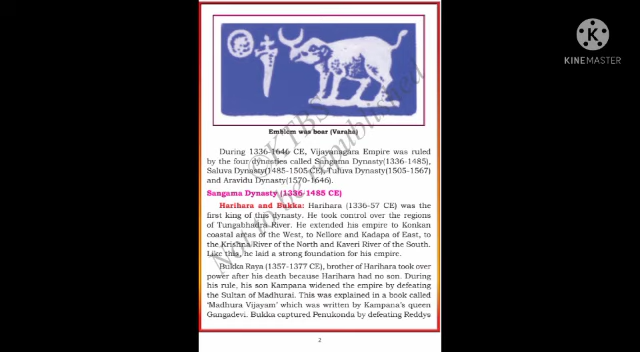 K
KINEMASTER
Emblem was boar (Varaha)
During 1336-1646 CE, Vijayanagara Empire was ruled
by the four dynasties called Sangama Dynasty(1336-1485),
Saluva Dynasty(1485-1505 CE), Tuluva Dynasty(1505-1567)
and Aravidu Dynasty(1570-1646).
Sangama Dynasty (1336-1485 CE)
Harihara and Bukka: Harihara (1336-57 CE) was the
first king of this dynasty. He took control over the regions
of Tungabhadra River. He extended his empire to Konkan
coastal areas of the West, to Nellore and Kadapa of East, to
the Krishna River of the North and Kaveri River of the South.
Like this, he laid a strong foundation for his empire.
Bukka Raya (1357-1377 CE), brother of Harihara took over
power after his death because Harihara had no son. During
his rule, his son Kampana widened the empire by defeating
the Sultan of Madhurai. This was explained in a book called
'Madhura Vijayam' which was written by Kampana's queen
Gangadevi. Bukka captured Penukonda by defeating Reddys
©KTBS
Not to be republished
2